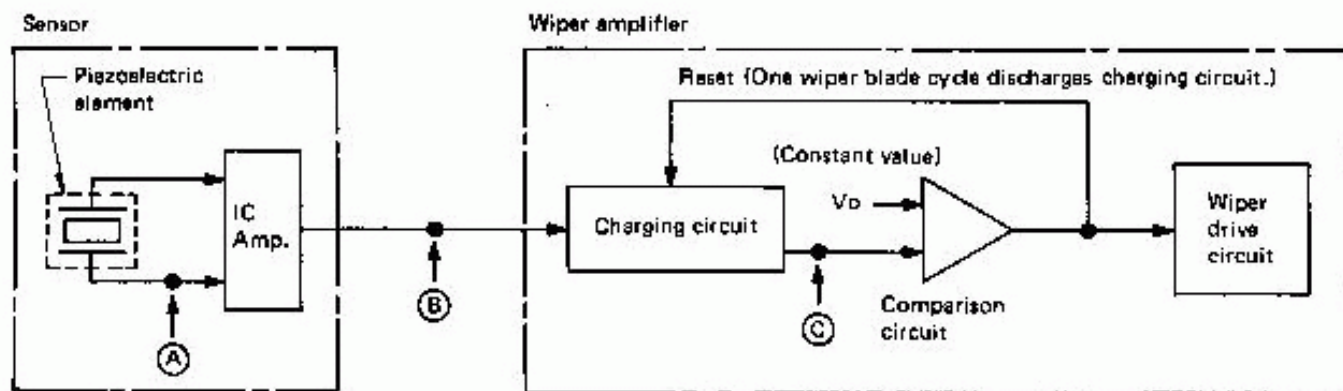 Sensor
Piezoelectric
element
IC
Amp.
A
B
Wiper amplifier
Reset (One wiper blade cycle discharges charging circuit.)
(Constant value)
Vo
Charging circuit
C
Comparison
circuit
Wiper
drive
circuit